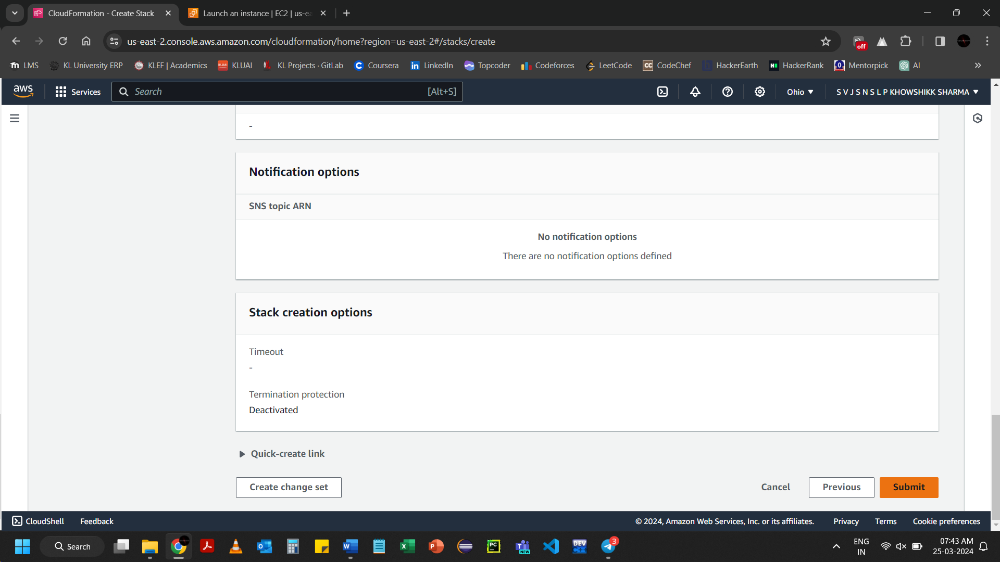 CloudFormation - Create Stack
Launch an instance | EC2 | us-ea
us-east-2.console.aws.amazon.com/cloudformation/home?region=us-east-2#/stacks/create
off
LMS
KL University ERP
KLEF | Academics
KLUAI
KL Projects · GitLab
Coursera
LinkedIn
Topcoder
Codeforces
LeetCode
CodeChef
HackerEarth
HackerRank
Mentorpick
AI
aws
Services
Search
[Alt+S]
Ohio
S V J S N S L P KHOWSHIKK SHARMA
-
Notification options
SNS topic ARN
No notification options
There are no notification options defined
Stack creation options
Timeout
-
Termination protection
Deactivated
Quick-create link
Create change set
Cancel
Previous
Submit
CloudShell
Feedback
© 2024, Amazon Web Services, Inc. or its affiliates.
Privacy
Terms
Cookie preferences
Search
NEW
DEV
3
ENG
IN
07:43 AM
25-03-2024